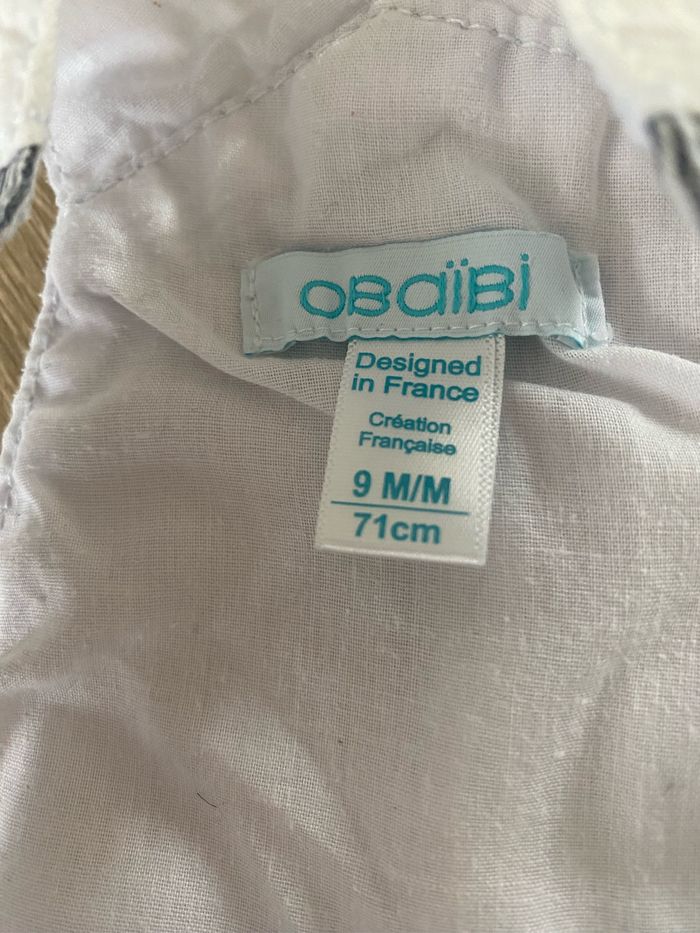 obaïbi
Designed
in France
Création
Française
9 M/M
71cm